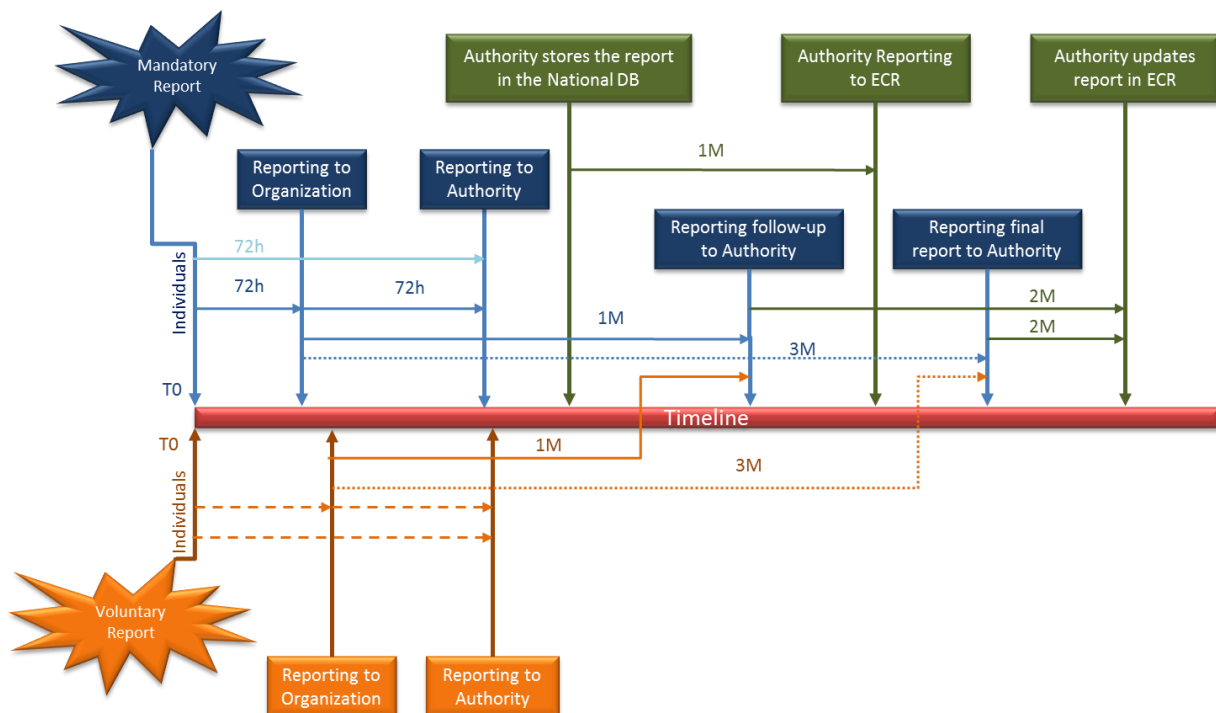 Mandatory
Report
Authority stores the report
in the National DB
Authority Reporting
to ECR
Authority updates
report in ECR
1M
Reporting to
Organization
Reporting to
Authority
Reporting follow-up
to Authority
Reporting final
report to Authority
Individuals
72h
72h
72h
2M
1M
2M
3M
T0
Timeline
T0
1M
3M
Individuals
Voluntary
Report
Reporting to
Organization
Reporting to
Authority